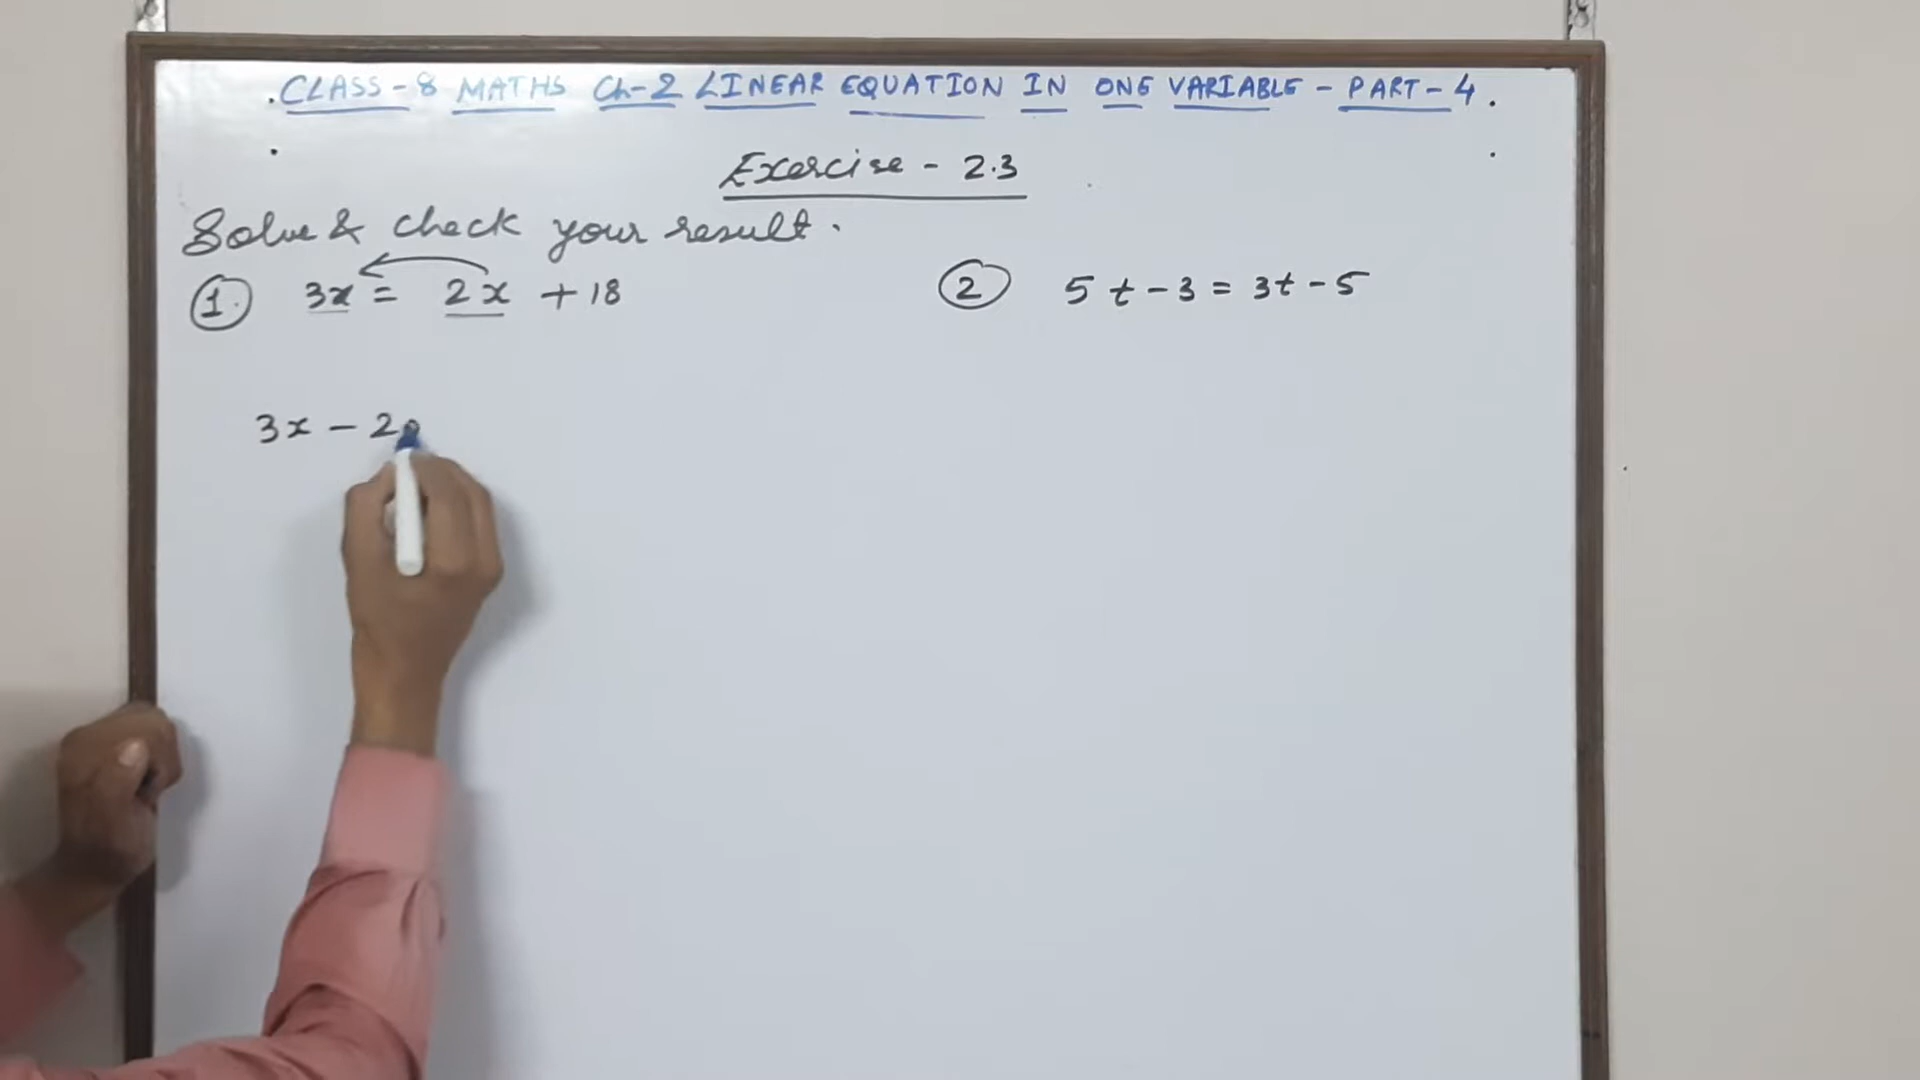 .CLASS-8 MATHS Ch-2 LINEAR EQUATION IN ONE VARIABLE - PART-4.
Exercise - 2.3
Solve & check your result.
1. 3x = 2x + 18
2 5t - 3 = 3t - 5
3x - 2